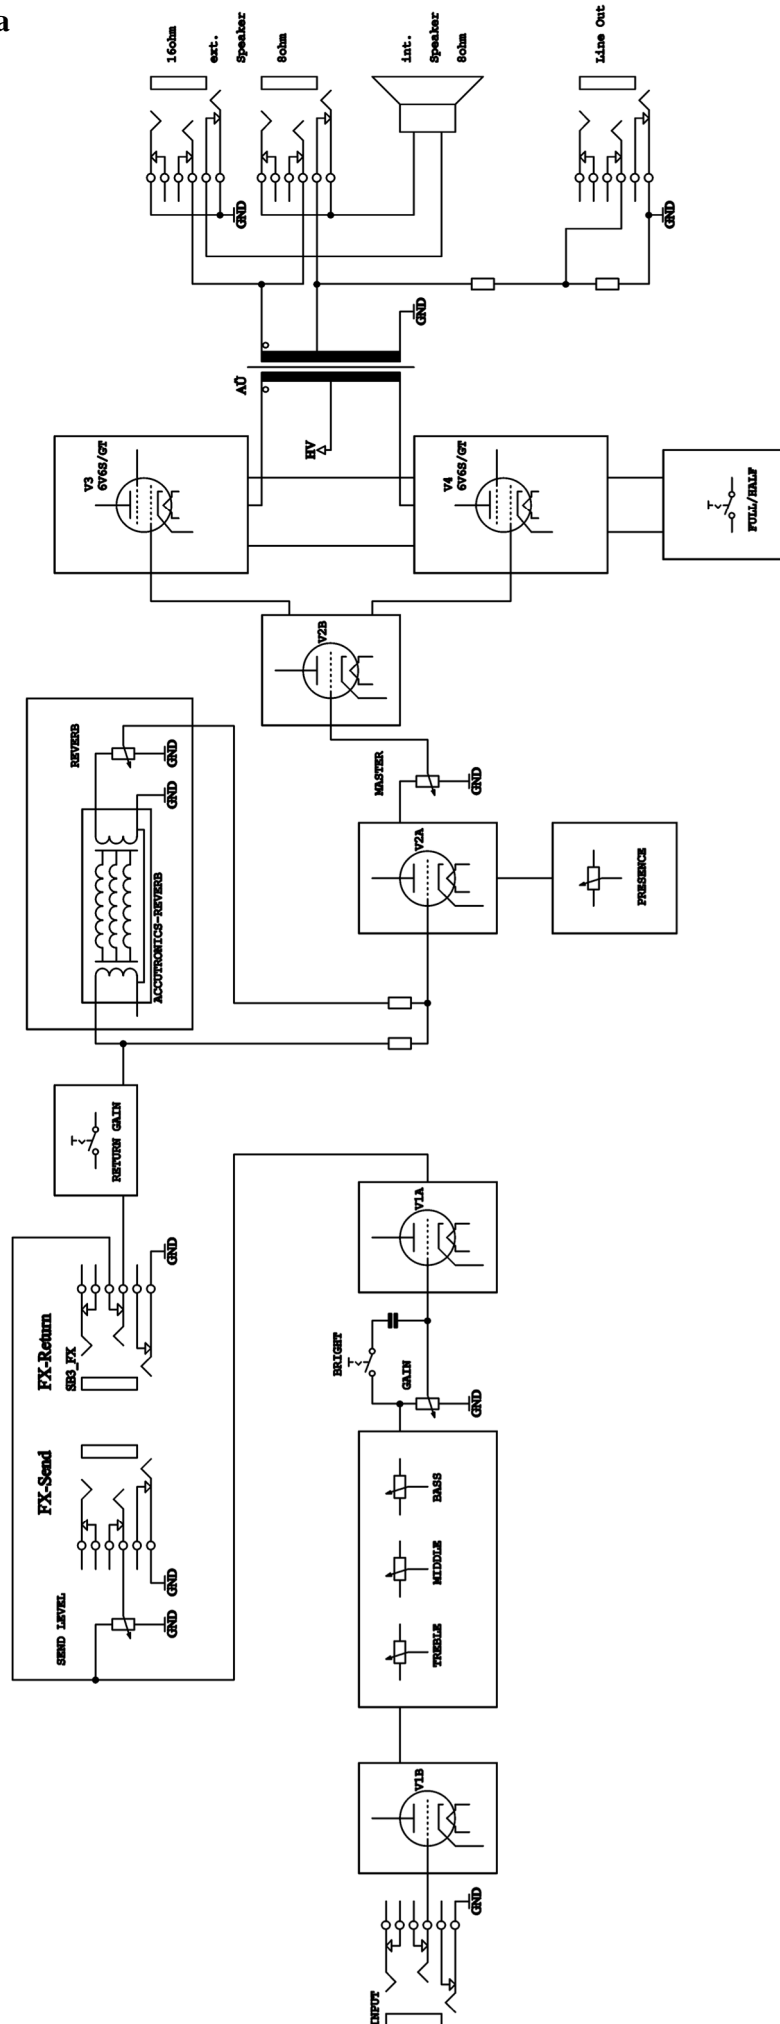 a
16ohm
ext.
Speaker
8ohm
int.
Speaker
8ohm
Line Out
GND
GND
GND
AÜ
HV
V3
6V6S/GT
V4
6V6S/GT
FULL/HALF
V2B
REVERB
GND
GND
ACCUTRONICS-REVERB
MASTER
GND
V2A
PRESENCE
RETURN GAIN
V1A
GND
FX-Return
SB3_FX
BRIGHT
GAIN
GND
FX-Send
GND
SEND LEVEL
GND
BASS
MIDDLE
TREBLE
V1B
GND
INPUT